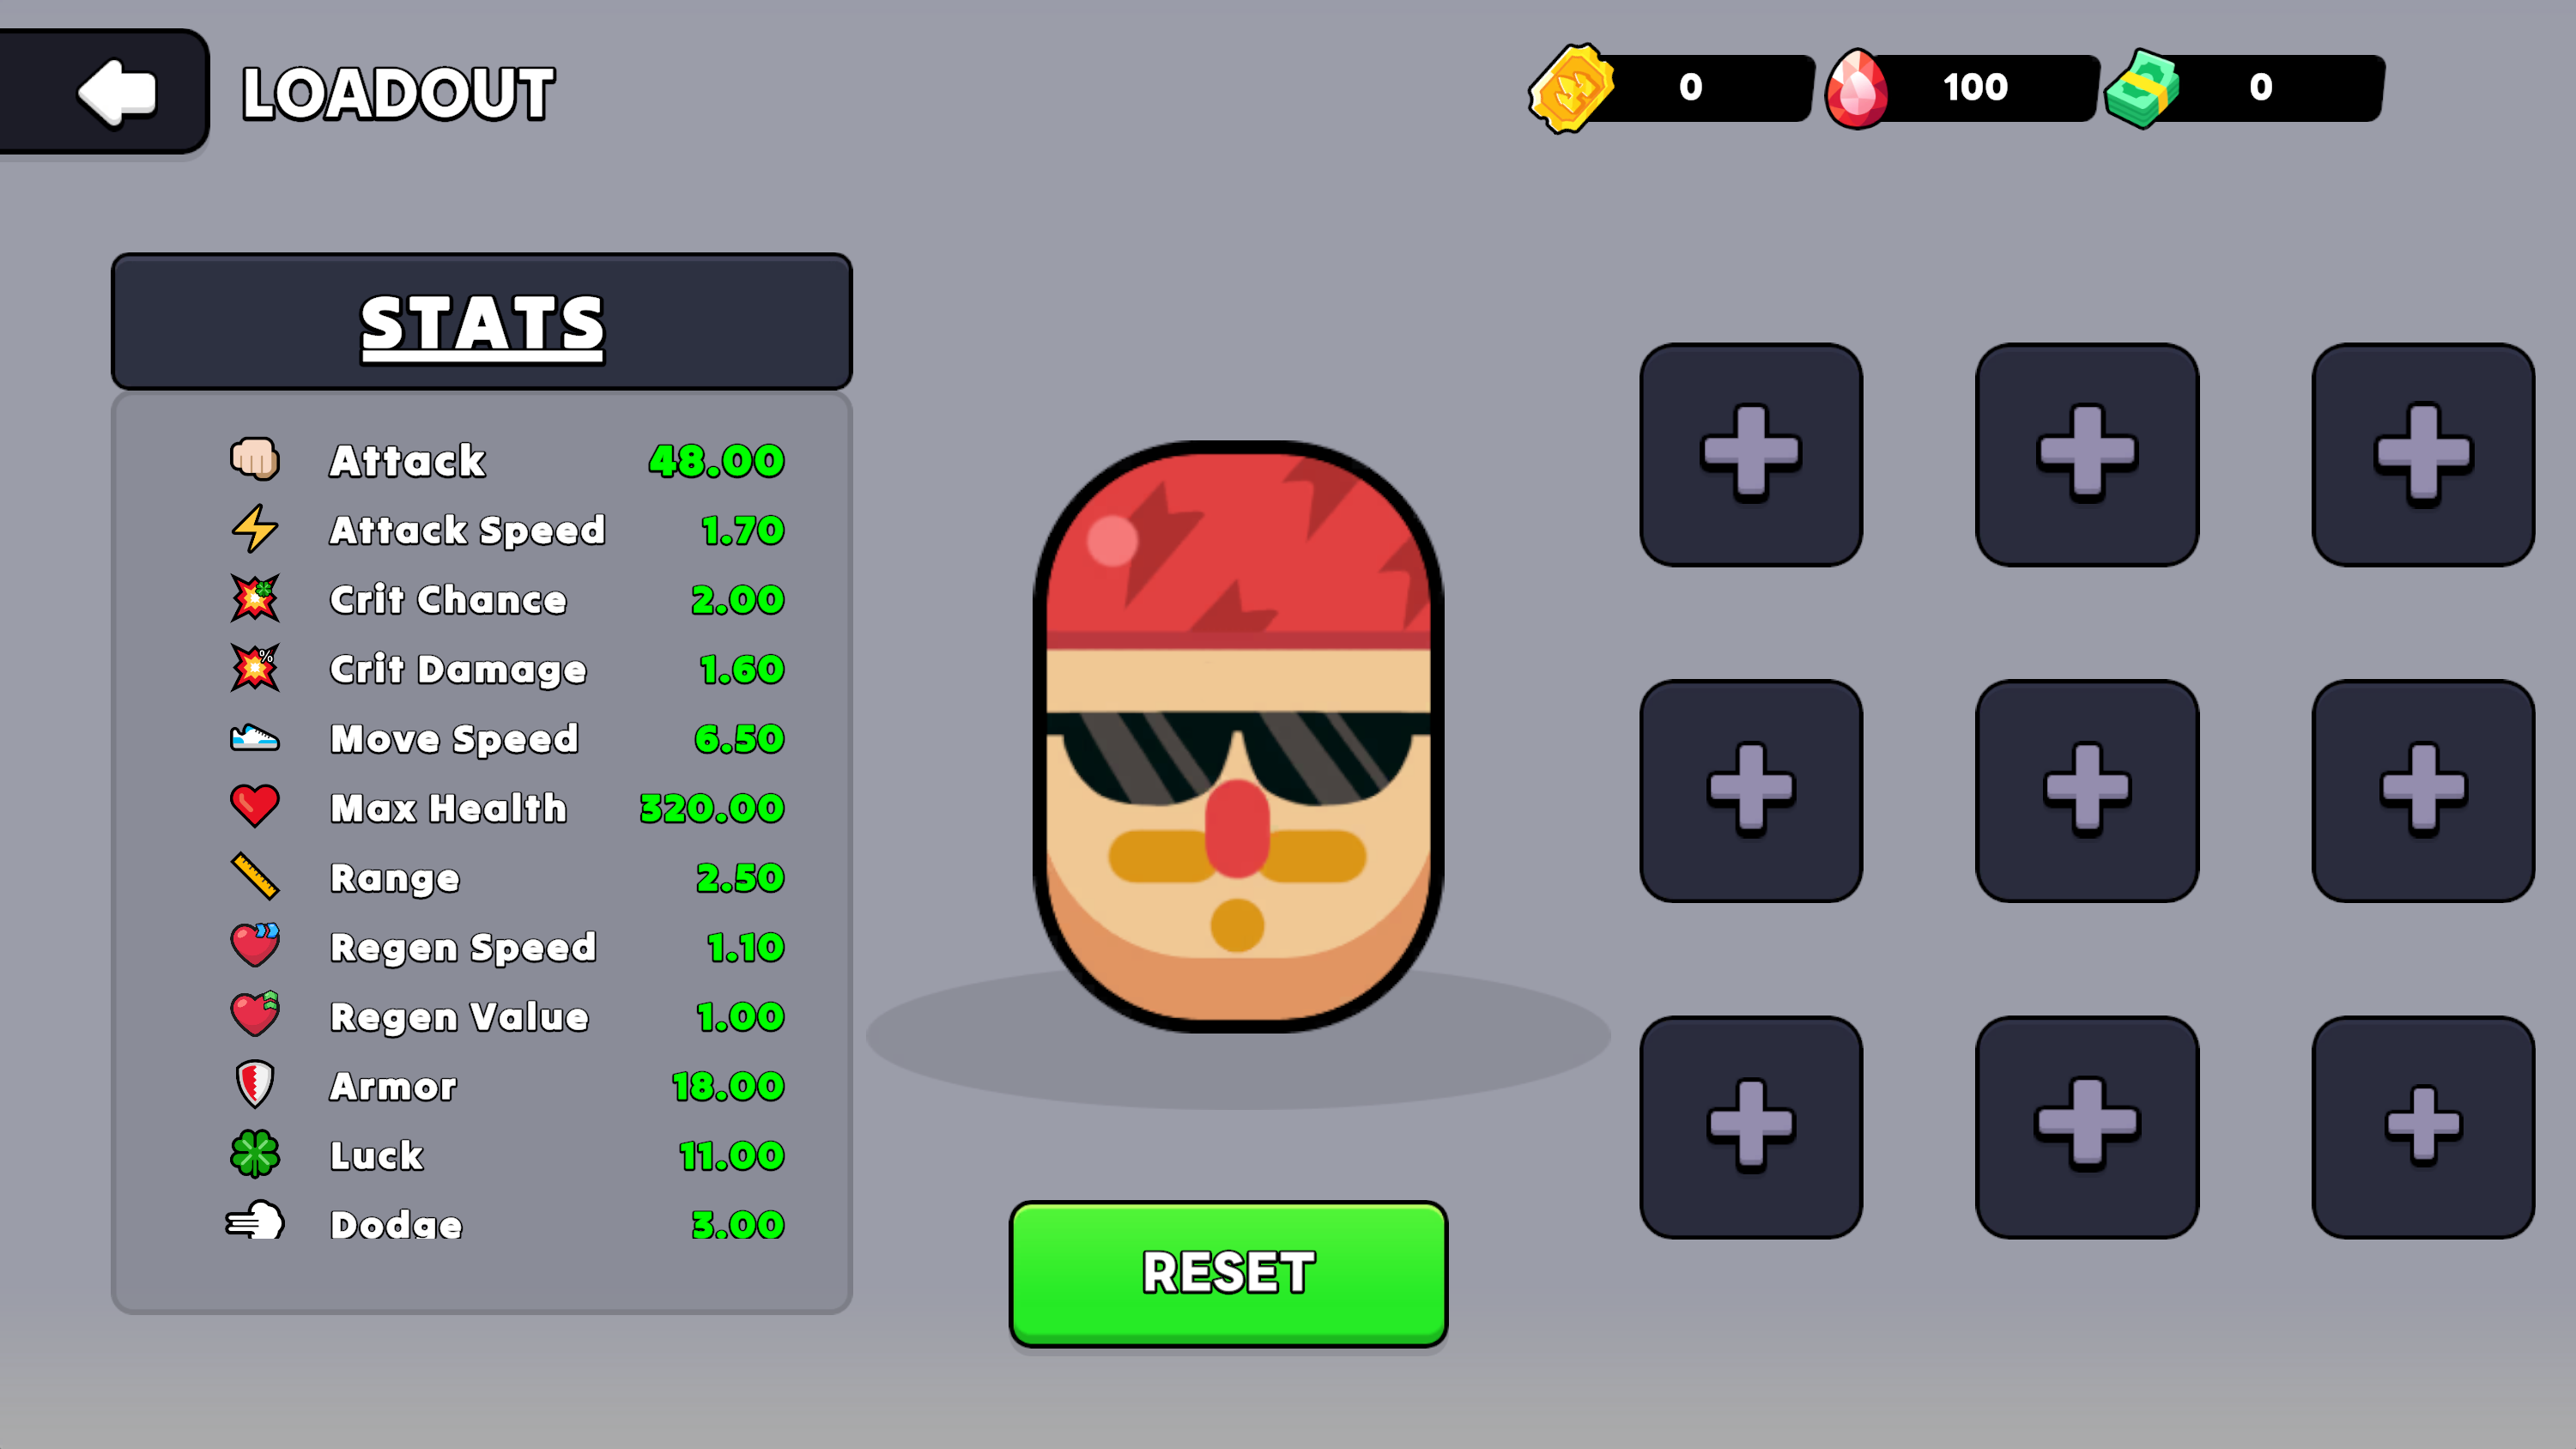 LOADOUT
0
100
0
STATS
Attack 48.00
Attack Speed 1.70
Crit Chance 2.00
% Crit Damage 1.60
Move Speed 6.50
Max Health 320.00
Range 2.50
Regen Speed 1.10
Regen Value 1.00
Armor 18.00
Luck 11.00
Dodge 3.00
RESET